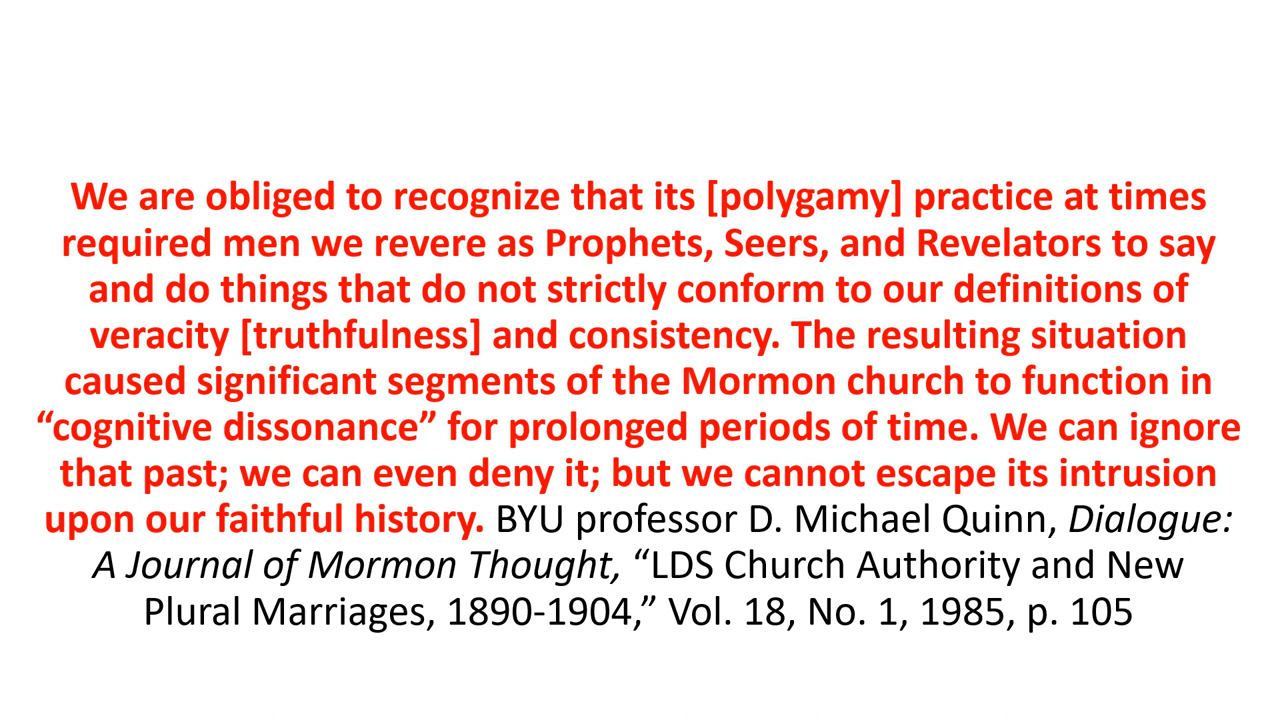 We are obliged to recognize that its [polygamy] practice at times
required men we revere as Prophets, Seers, and Revelators to say
and do things that do not strictly conform to our definitions of
veracity [truthfulness] and consistency. The resulting situation
caused significant segments of the Mormon church to function in
“cognitive dissonance” for prolonged periods of time. We can ignore
that past; we can even deny it; but we cannot escape its intrusion
upon our faithful history. BYU professor D. Michael Quinn, Dialogue:
A Journal of Mormon Thought, “LDS Church Authority and New
Plural Marriages, 1890-1904,” Vol. 18, No. 1, 1985, p. 105